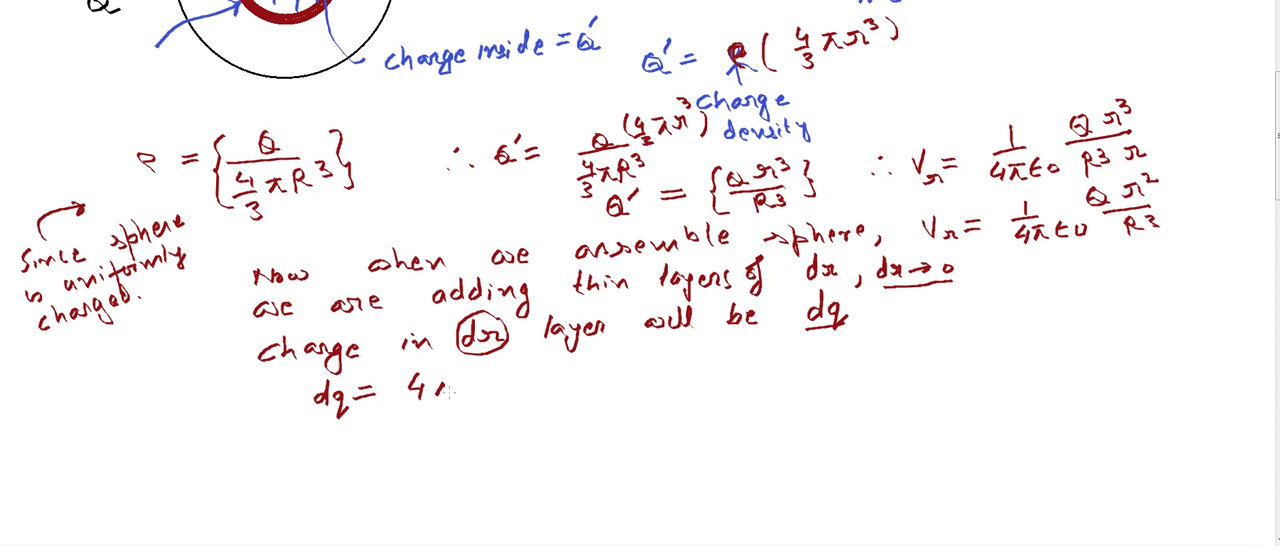 Q
change inside = Q′
Q′ = ρ ( 4/3 π r³ )
charge
density
ρ = { Q / (4/3 π R³) }
∴ Q′ = Q / (4/3 π R³) (4/3 π r³)
Q′ = { Q r³ / R³ }
∴ Vr = 1/4πε0 Q r³ / R³ r
Vr = 1/4πε0 Q r² / R³
Since sphere
is uniformly
charged.
Now when we assemble sphere,
we are adding thin layers of dr, dr→0
Charge in dr layer will be dq
dq = 4